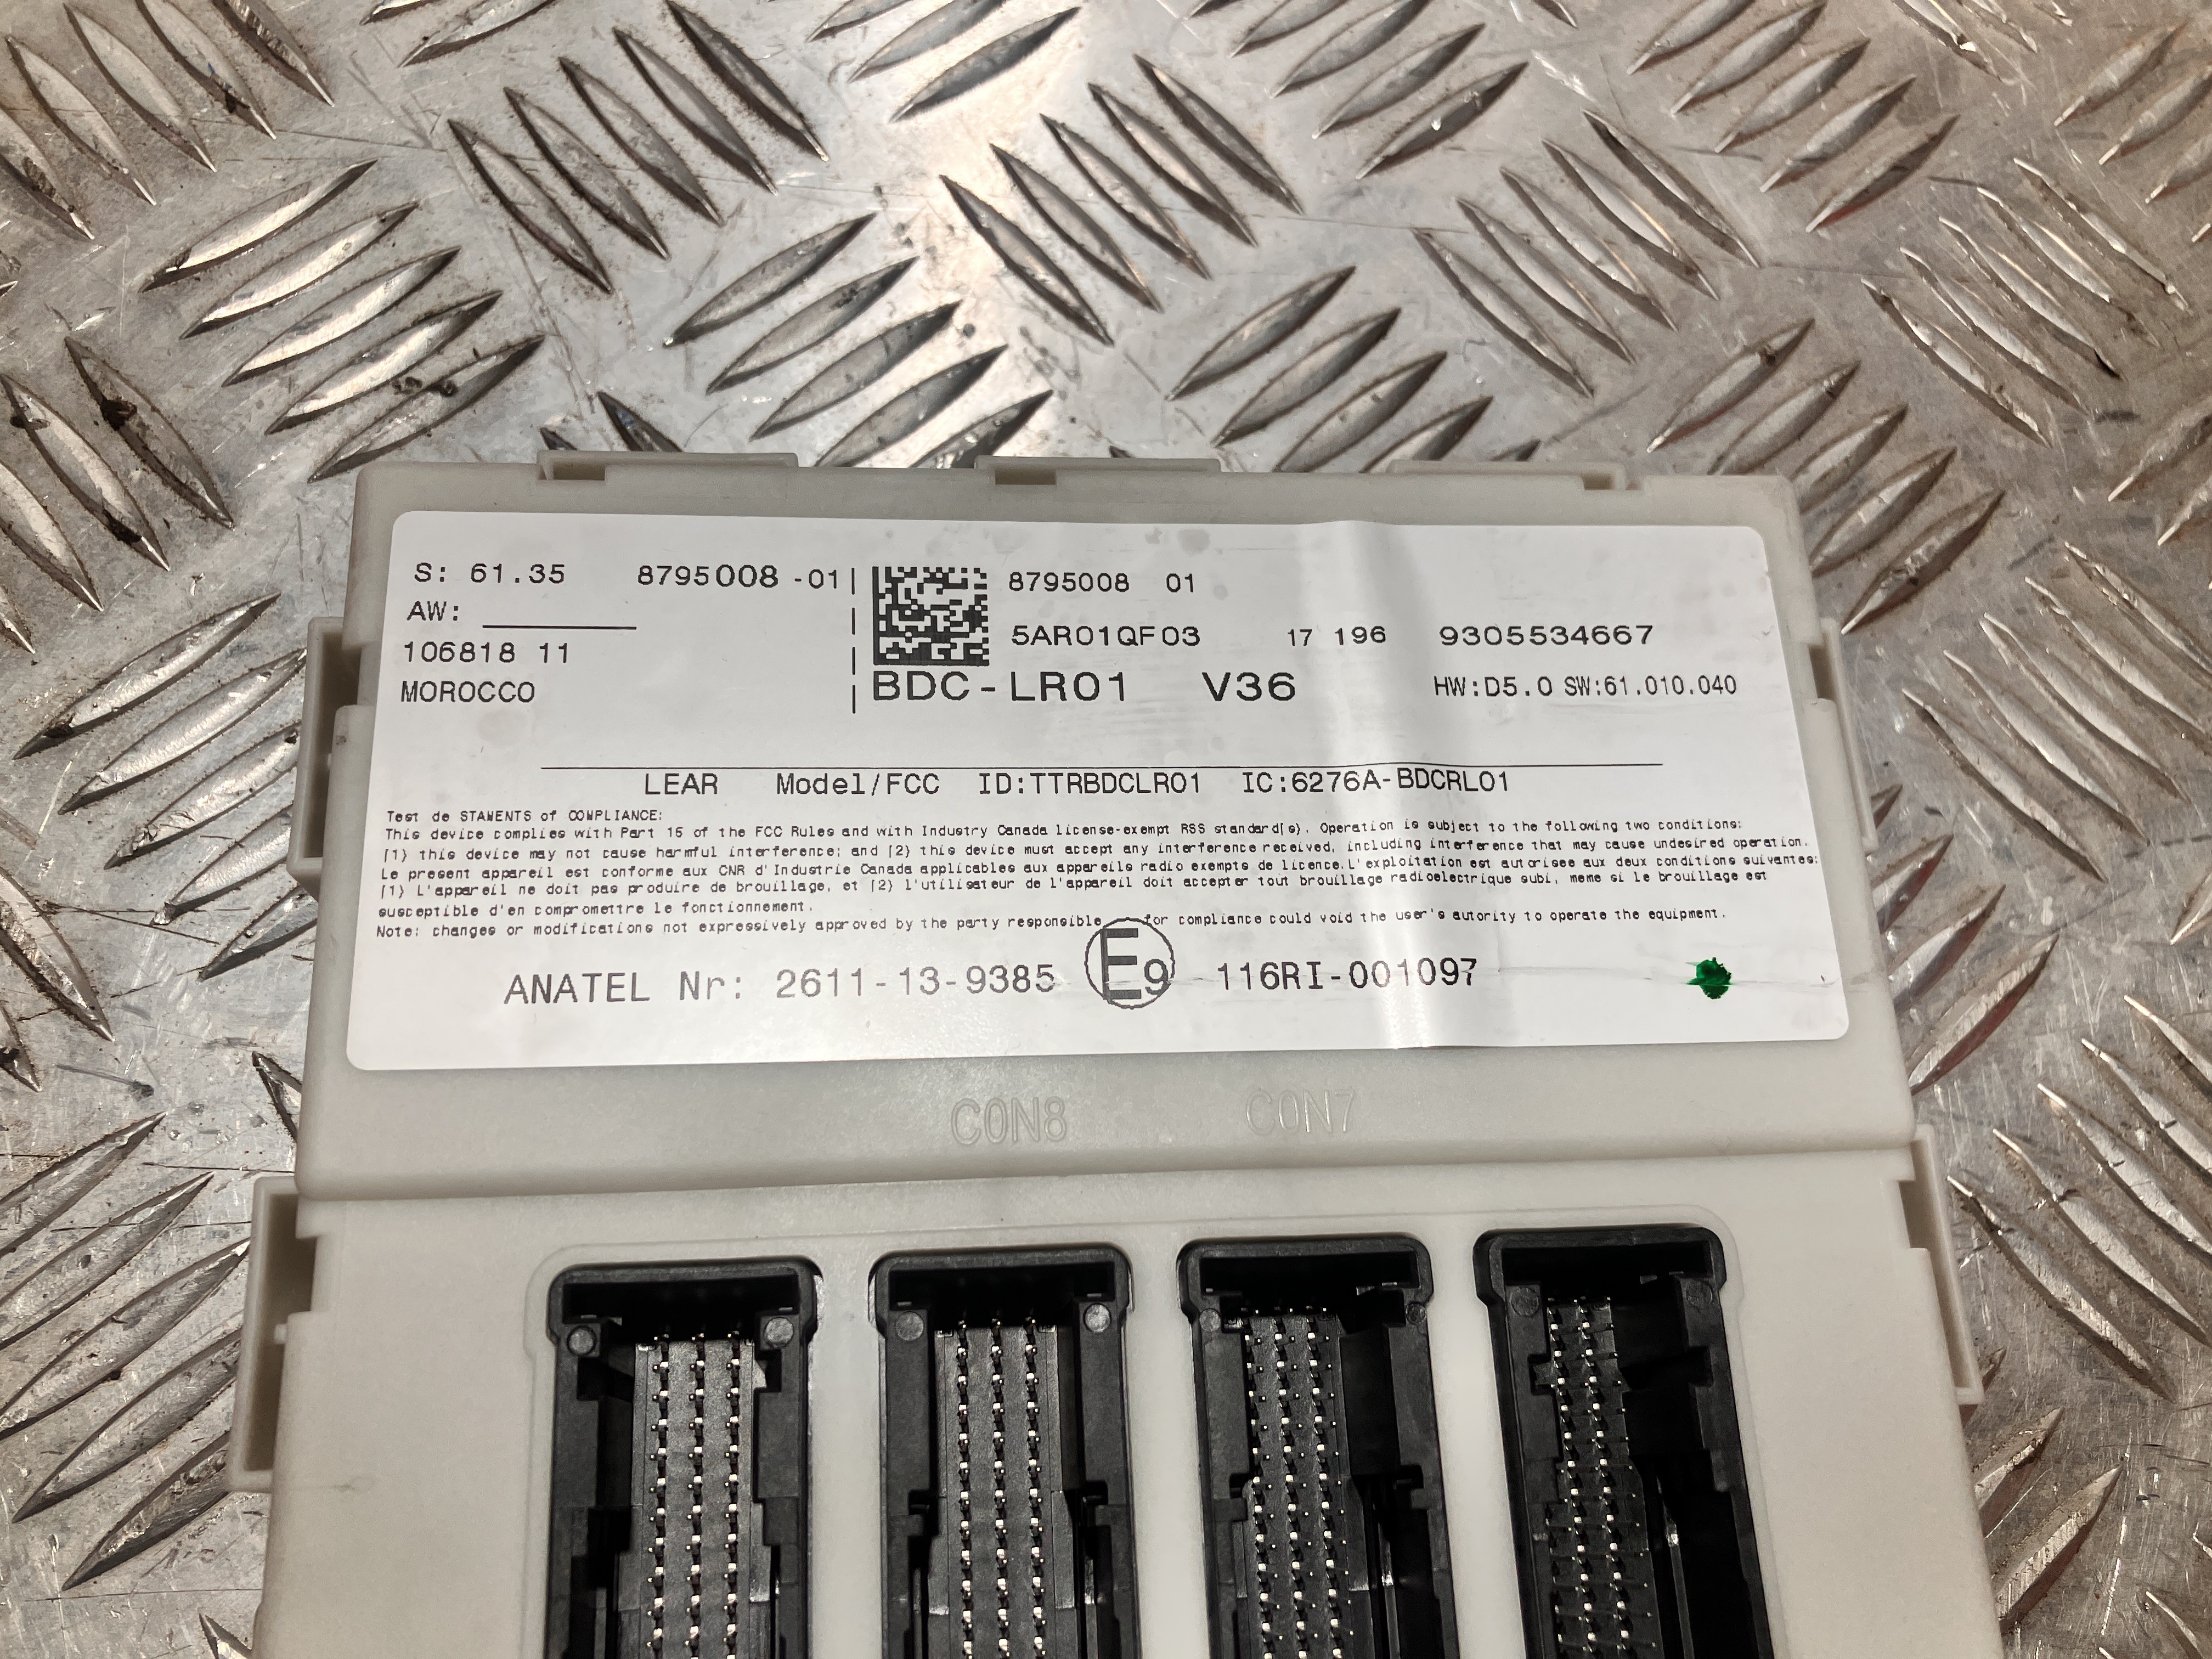 S: 61.35 8795008 -01
AW:
106818 11
MOROCCO
8795008 01
5AR01QF03 17 196 9305534667
BDC-LR01 V36 HW:D5.0 SW:61.010.040
LEAR Model/FCC ID:TTRBDCLR01 IC:6276A-BDCRL01
Test de STAMENTS of COMPLIANCE:
This device complies with Part 15 of the FCC Rules and with Industry Canada license-exempt RSS standard(s). Operation is subject to the following two conditions:
(1) this device may not cause harmful interference; and (2) this device must accept any interference received, including interference that may cause undesired operation.
Le present appareil est conforme aux CNR d'Industrie Canada applicables aux appareils radio exempts de licence.L'exploitation est autorisee aux deux conditions suivantes:
(1) L'appareil ne doit pas produire de brouillage, et (2) l'utilisateur de l'appareil doit accepter tout brouillage radioelectrique subi, meme si le brouillage est
susceptible d'en compromettre le fonctionnement.
Note: changes or modifications not expressively approved by the party responsible for compliance could void the user's autority to operate the equipment.
ANATEL Nr: 2611-13-9385 E9 116RI-001097
CON8 CON7